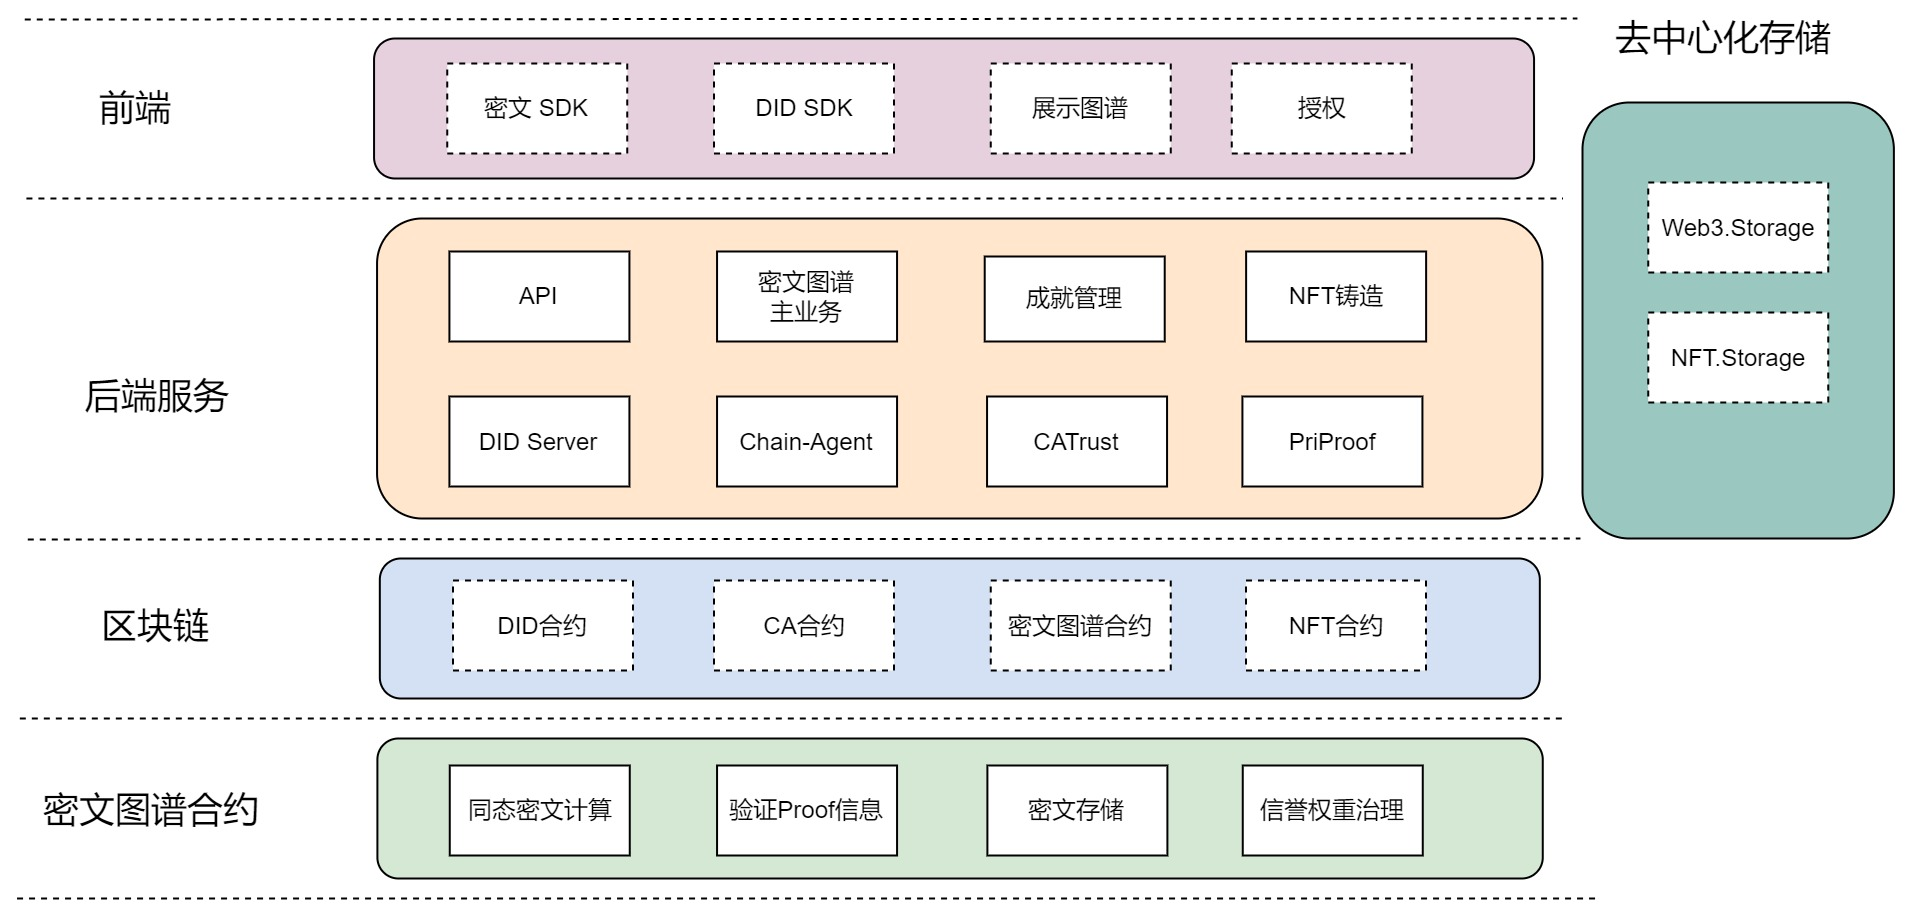 去中心化存储
前端
密文 SDK
DID SDK
展示图谱
授权
Web3.Storage
NFT.Storage
后端服务
API
密文图谱
主业务
成就管理
NFT铸造
DID Server
Chain-Agent
CATrust
PriProof
区块链
DID合约
CA合约
密文图谱合约
NFT合约
密文图谱合约
同态密文计算
验证Proof信息
密文存储
信誉权重治理